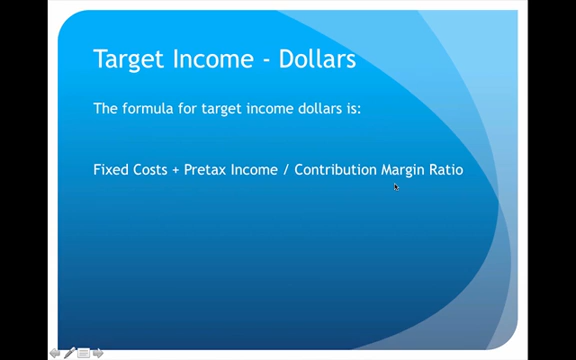 Target Income - Dollars
The formula for target income dollars is:
Fixed Costs + Pretax Income / Contribution Margin Ratio